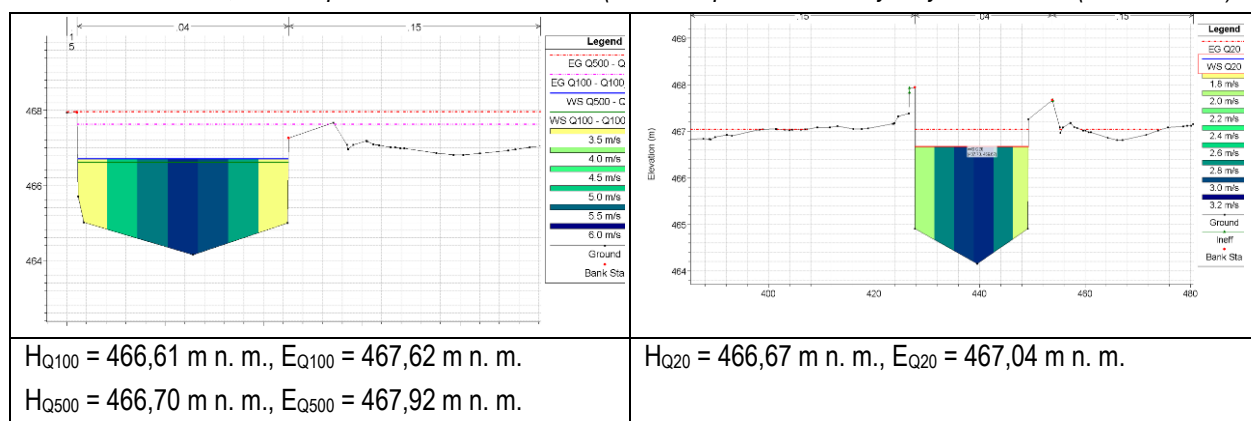 .04
.15
1
5
468
466
464
Legend
EG Q500 - Q
EG Q100 - Q100
WS Q500 - Q
WS Q100 - Q100
3.5 m/s
4.0 m/s
4.5 m/s
5.0 m/s
5.5 m/s
6.0 m/s
Ground
Bank Sta
.15
.04
.15
Elevation (m)
469
468
467
466
465
464
400
420
440
460
480
Legend
EG Q20
WS Q20
1.8 m/s
2.0 m/s
2.2 m/s
2.4 m/s
2.6 m/s
2.8 m/s
3.0 m/s
3.2 m/s
Ground
Ineff
Bank Sta
HQ100 = 466,61 m n. m., EQ100 = 467,62 m n. m.
HQ500 = 466,70 m n. m., EQ500 = 467,92 m n. m.
HQ20 = 466,67 m n. m., EQ20 = 467,04 m n. m.